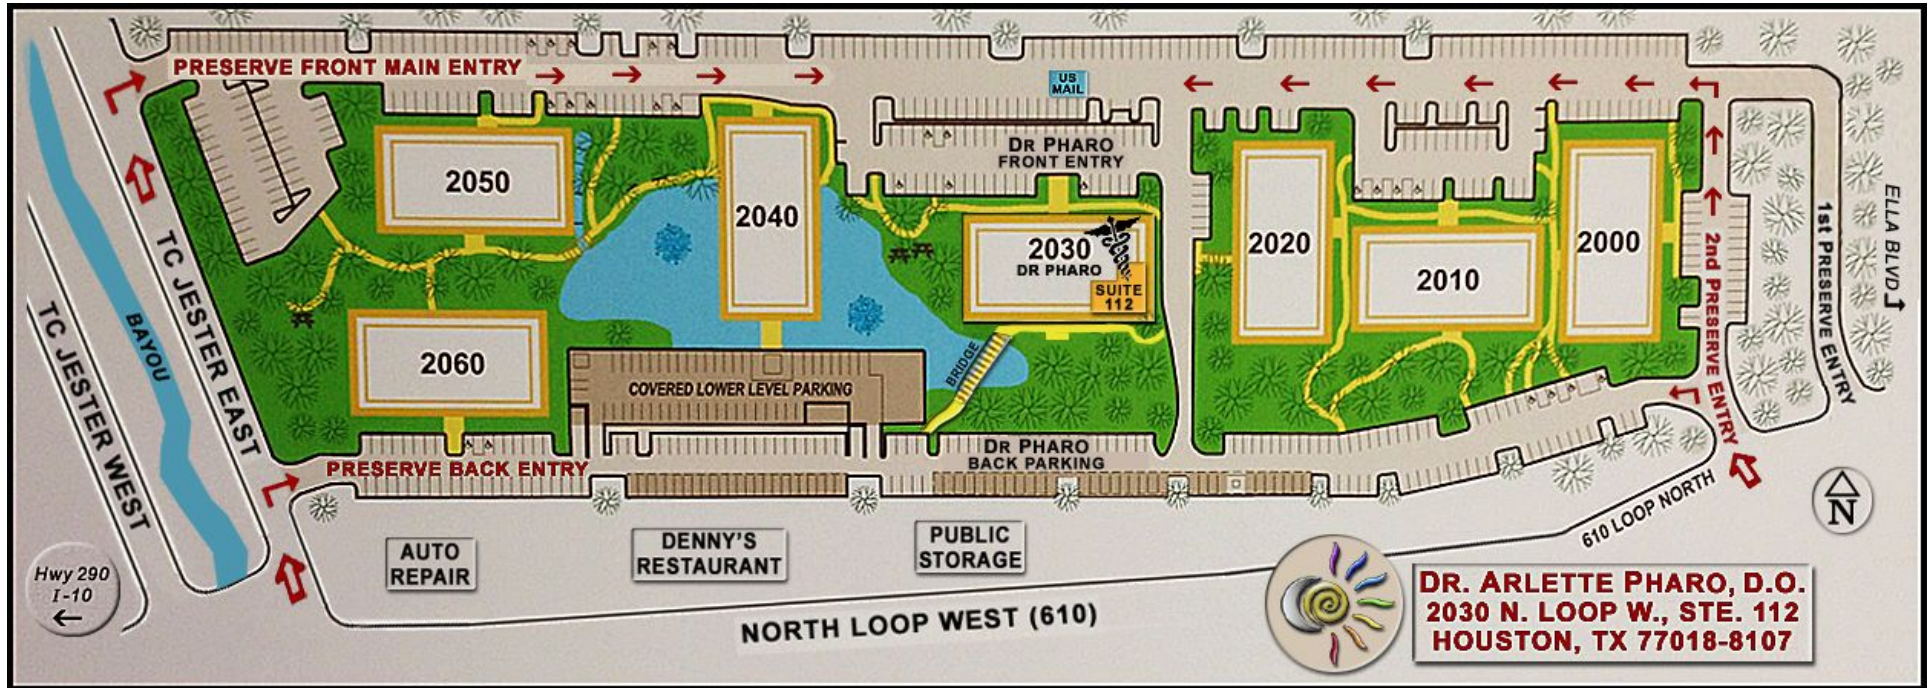 PRESERVE FRONT MAIN ENTRY
US
MAIL
DR PHARO
FRONT ENTRY
2050
2040
2030
DR PHARO
SUITE
112
2020
2010
2000
2060
COVERED LOWER LEVEL PARKING
BRIDGE
DR PHARO
BACK PARKING
PRESERVE BACK ENTRY
TC JESTER EAST
BAYOU
TC JESTER WEST
2nd PRESERVE ENTRY
1st PRESERVE ENTRY
ELLA BLVD
610 LOOP NORTH
N
Hwy 290
I-10
AUTO
REPAIR
DENNY'S
RESTAURANT
PUBLIC
STORAGE
NORTH LOOP WEST (610)
DR. ARLETTE PHARO, D.O.
2030 N. LOOP W., STE. 112
HOUSTON, TX 77018-8107